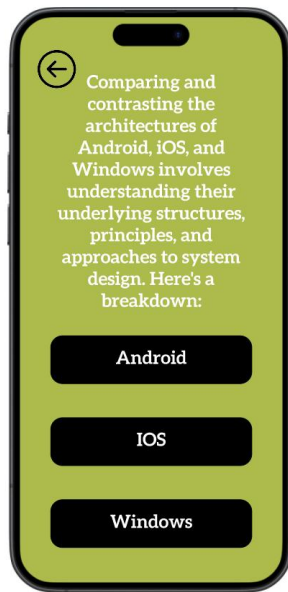 Comparing and
contrasting the
architectures of
Android, iOS, and
Windows involves
understanding their
underlying structures,
principles, and
approaches to system
design. Here's a
breakdown:
Android
IOS
Windows